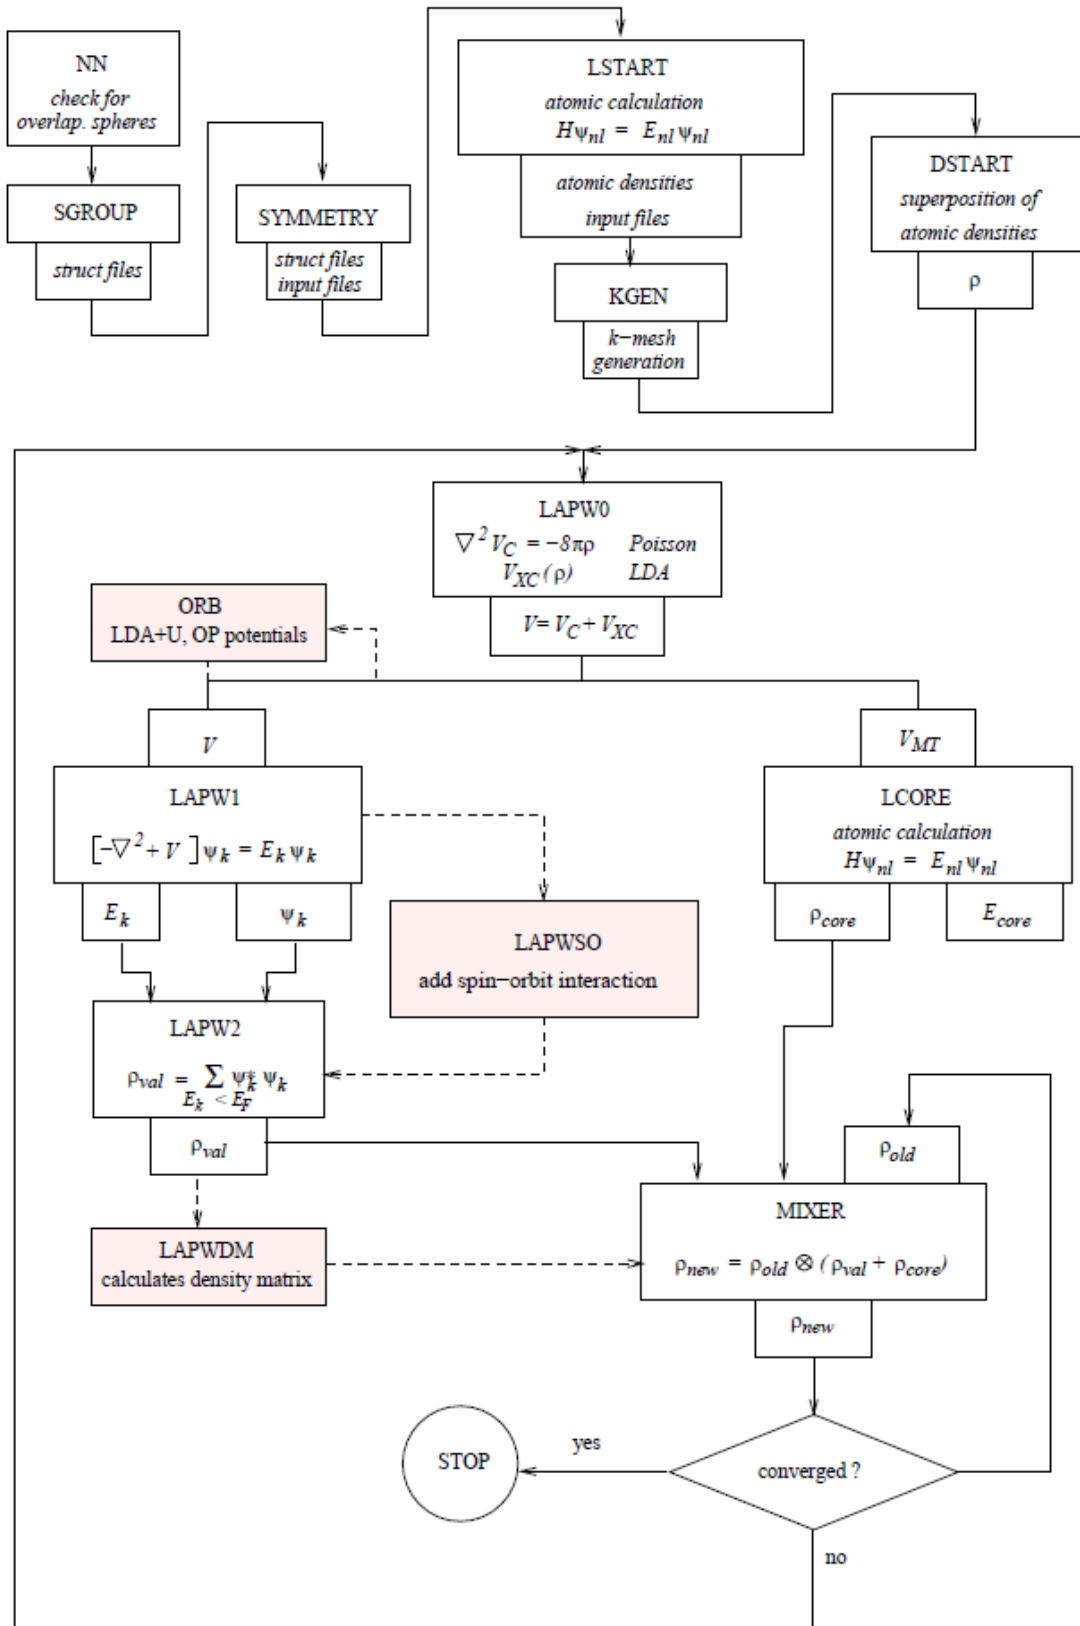 NN
check for
overlap. spheres
SGROUP
struct files
SYMMETRY
struct files
input files
LSTART
atomic calculation
Hψnl = Enl ψnl
atomic densities
input files
KGEN
k−mesh
generation
DSTART
superposition of
atomic densities
ρ
LAPW0
∇² VC = −8πρ Poisson
VXC(ρ) LDA
V= VC + VXC
ORB
LDA+U, OP potentials
V
LAPW1
[−∇² + V ] ψk = Ek ψk
Ek
ψk
LAPWSO
add spin−orbit interaction
VMT
LCORE
atomic calculation
Hψnl = Enl ψnl
ρcore
Ecore
LAPW2
ρval = Σ ψk* ψk
Ek < EF
ρval
LAPWDM
calculates density matrix
ρold
MIXER
ρnew = ρold ⊗ (ρval + ρcore)
ρnew
converged ?
yes
STOP
no